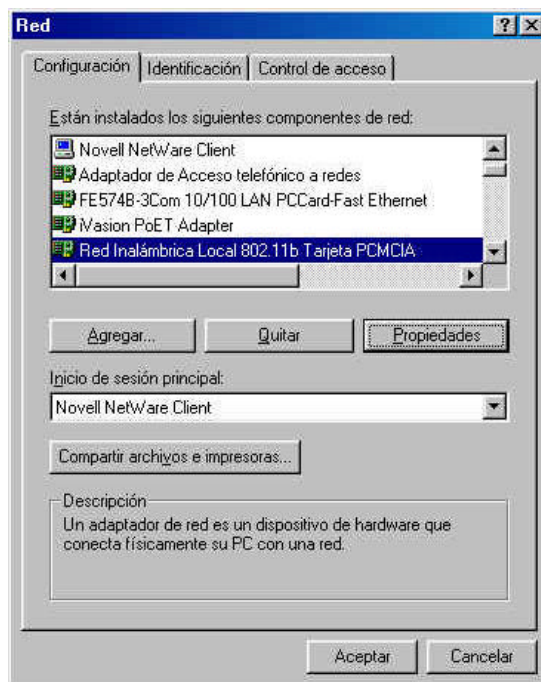 Red
Configuración
Identificación
Control de acceso
Están instalados los siguientes componentes de red:
Novell NetWare Client
Adaptador de Acceso telefónico a redes
FE574B-3Com 10/100 LAN PCCard-Fast Ethernet
iVasion PoET Adapter
Red Inalámbrica Local 802.11b Tarjeta PCMCIA
Agregar...
Quitar
Propiedades
Inicio de sesión principal:
Novell NetWare Client
Compartir archivos e impresoras...
Descripción
Un adaptador de red es un dispositivo de hardware que
conecta físicamente su PC con una red.
Aceptar
Cancelar